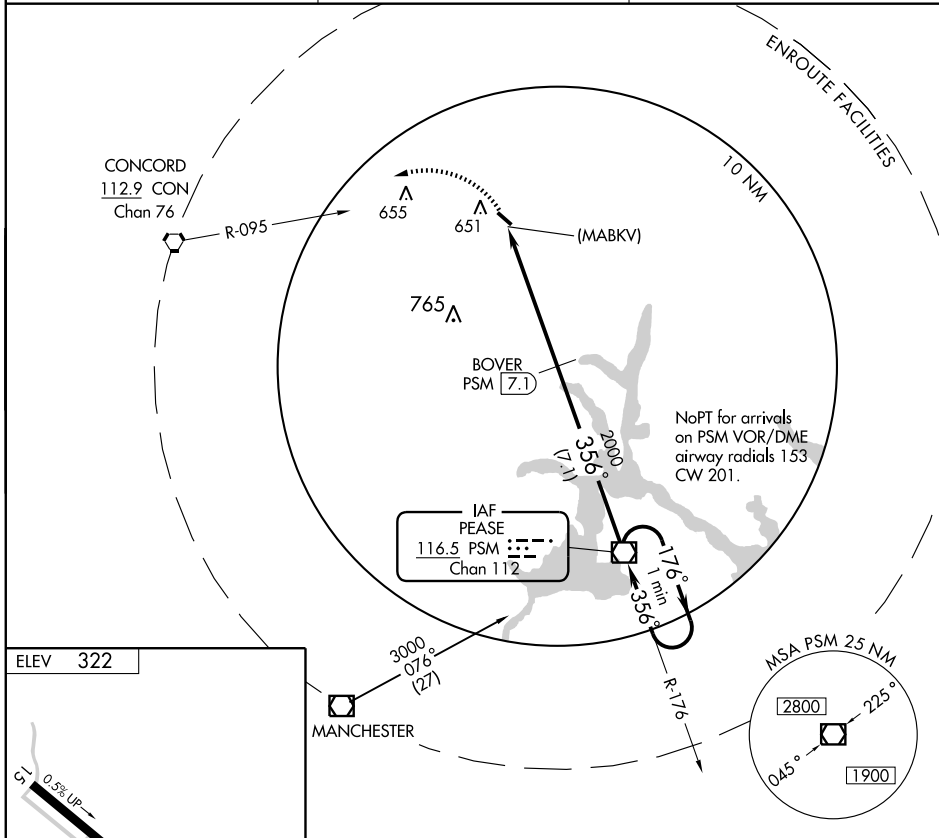 ENROUTE FACILITIES
10 NM
CONCORD
112.9 CON
Chan 76
R-095
655
651
(MABKV)
765
BOVER
PSM 7.1
NoPT for arrivals
on PSM VOR/DME
airway radials 153
CW 201.
2000
356°
(7.1)
IAF
PEASE
116.5 PSM
Chan 112
176°
1 min
356°
R-176
3000
076°
(27)
MANCHESTER
MSA PSM 25 NM
2800
225°
045°
1900
ELEV 322
15
0.5% UP